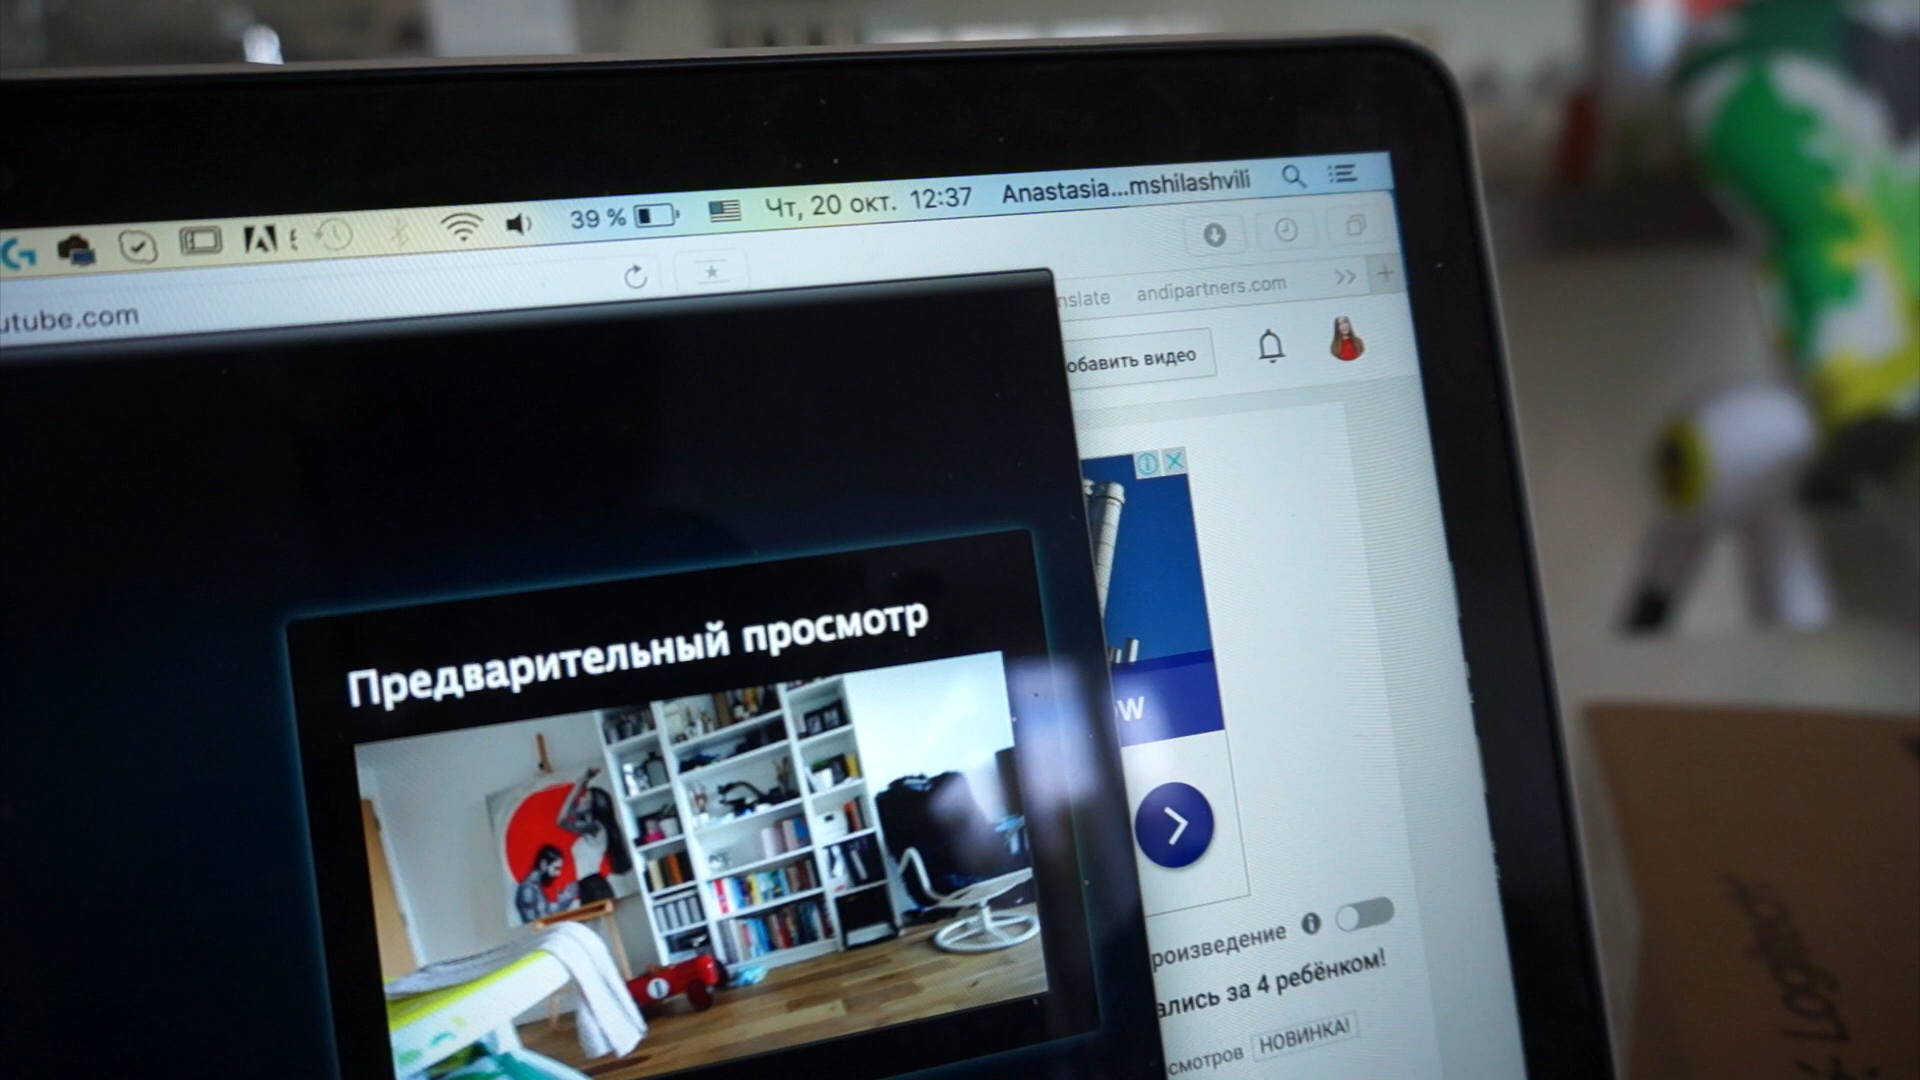 39 % Чт, 20 окт. 12:37 Anastasia...mshilashvili
utube.com
nslate andipartners.com
обавить видео
Предварительный просмотр
W
1
роизведение
ались за 4 ребёнком!
смотров НОВИНКА!